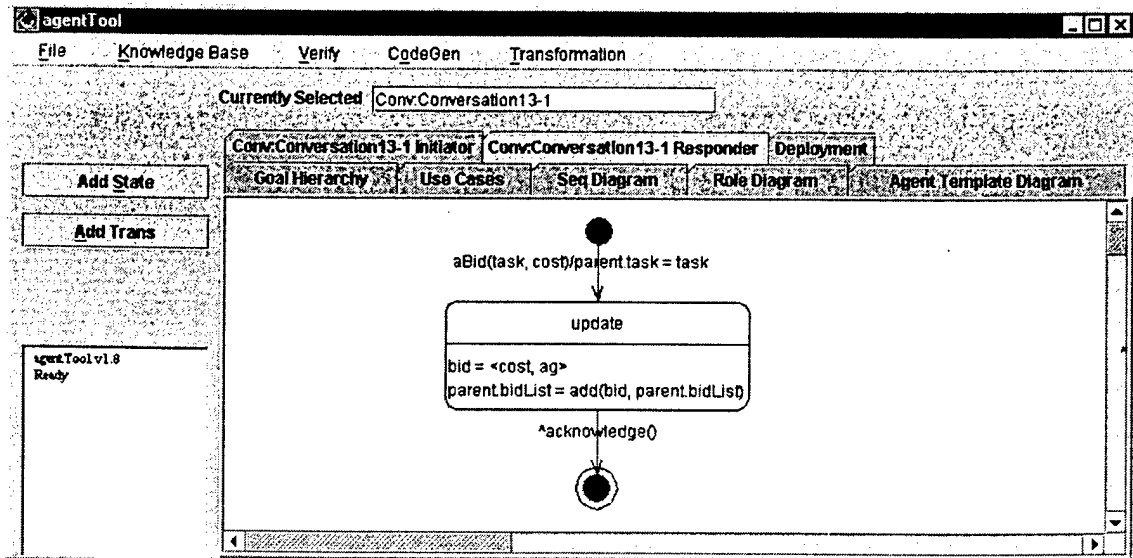 agentTool
File Knowledge Base Verify CodeGen Transformation
Currently Selected Conv:Conversation13-1
Conv:Conversation13-1 Initiator Conv:Conversation13-1 Responder Deployment
Goal Hierarchy Use Cases Seq Diagram Role Diagram Agent Template Diagram
Add State
Add Trans
aBid(task, cost)/parent.task = task
update
bid = <cost, ag>
parent.bidList = add(bid, parent.bidList)
^acknowledge()
agentTool v1.8
Ready